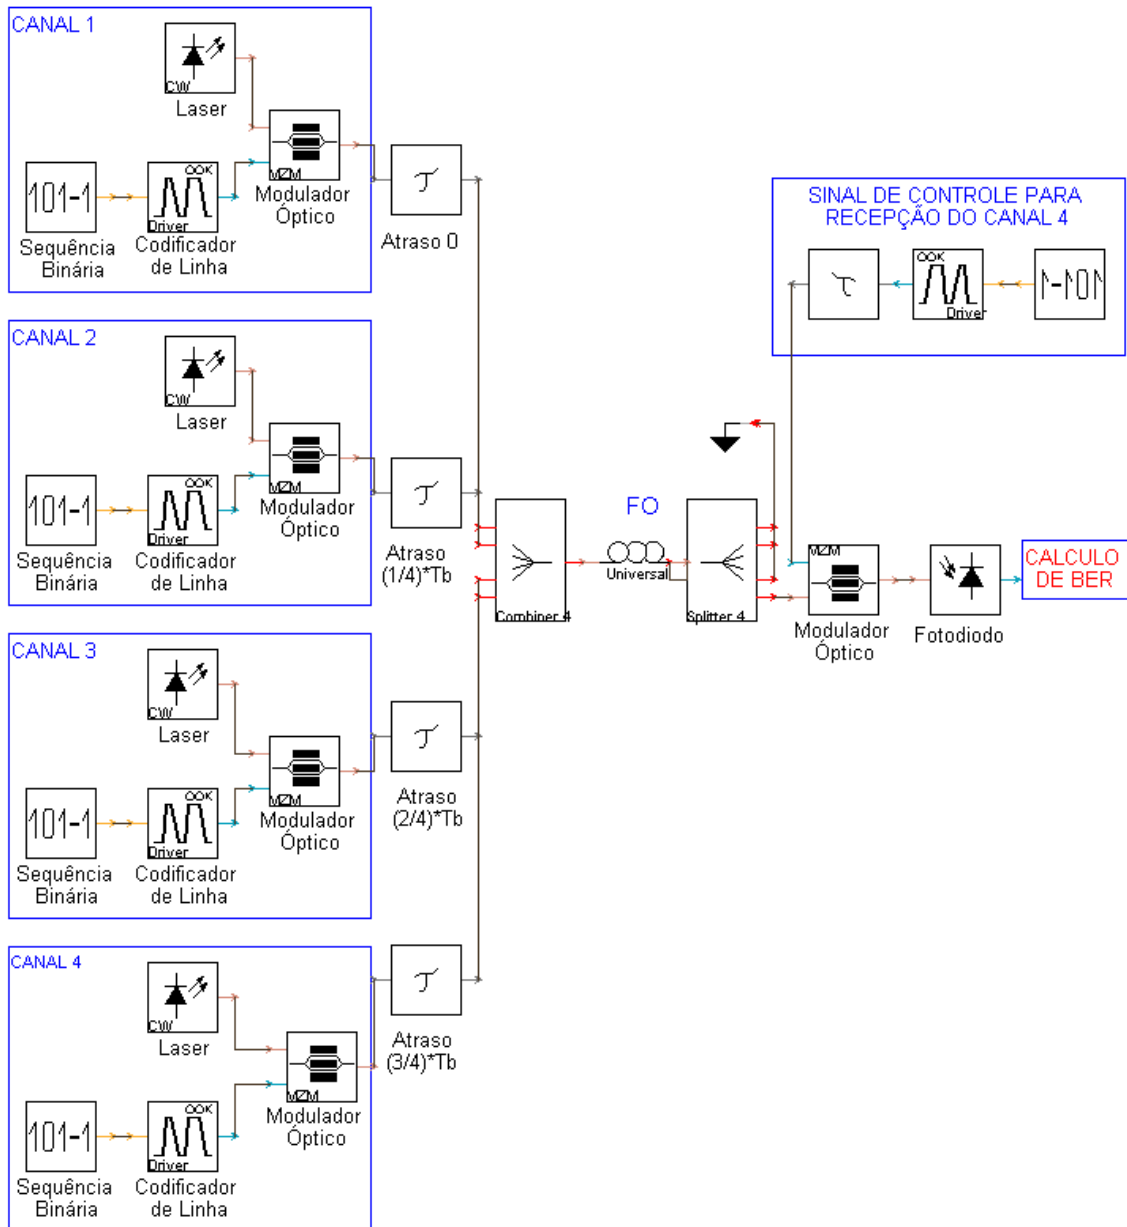 CANAL 1
CW
Laser
101-1
Sequência
Binária
OOK
Driver
Codificador
de Linha
MZM
Modulador
Óptico
τ
Atraso 0
CANAL 2
Laser
101-1
Sequência
Binária
OOK
Driver
Codificador
de Linha
MZM
Modulador
Óptico
τ
Atraso
(1/4)*Tb
CANAL 3
CW
Laser
101-1
Sequência
Binária
OOK
Driver
Codificador
de Linha
MZM
Modulador
Óptico
τ
Atraso
(2/4)*Tb
CANAL 4
CW
Laser
101-1
Sequência
Binária
OOK
Driver
Codificador
de Linha
MZM
Modulador
Óptico
τ
Atraso
(3/4)*Tb
Combiner 4
FO
Universal
Splitter 4
SINAL DE CONTROLE PARA
RECEPÇÃO DO CANAL 4
τ
OOK
Driver
101-1
MZM
Modulador
Óptico
Fotodiodo
CALCULO
DE BER